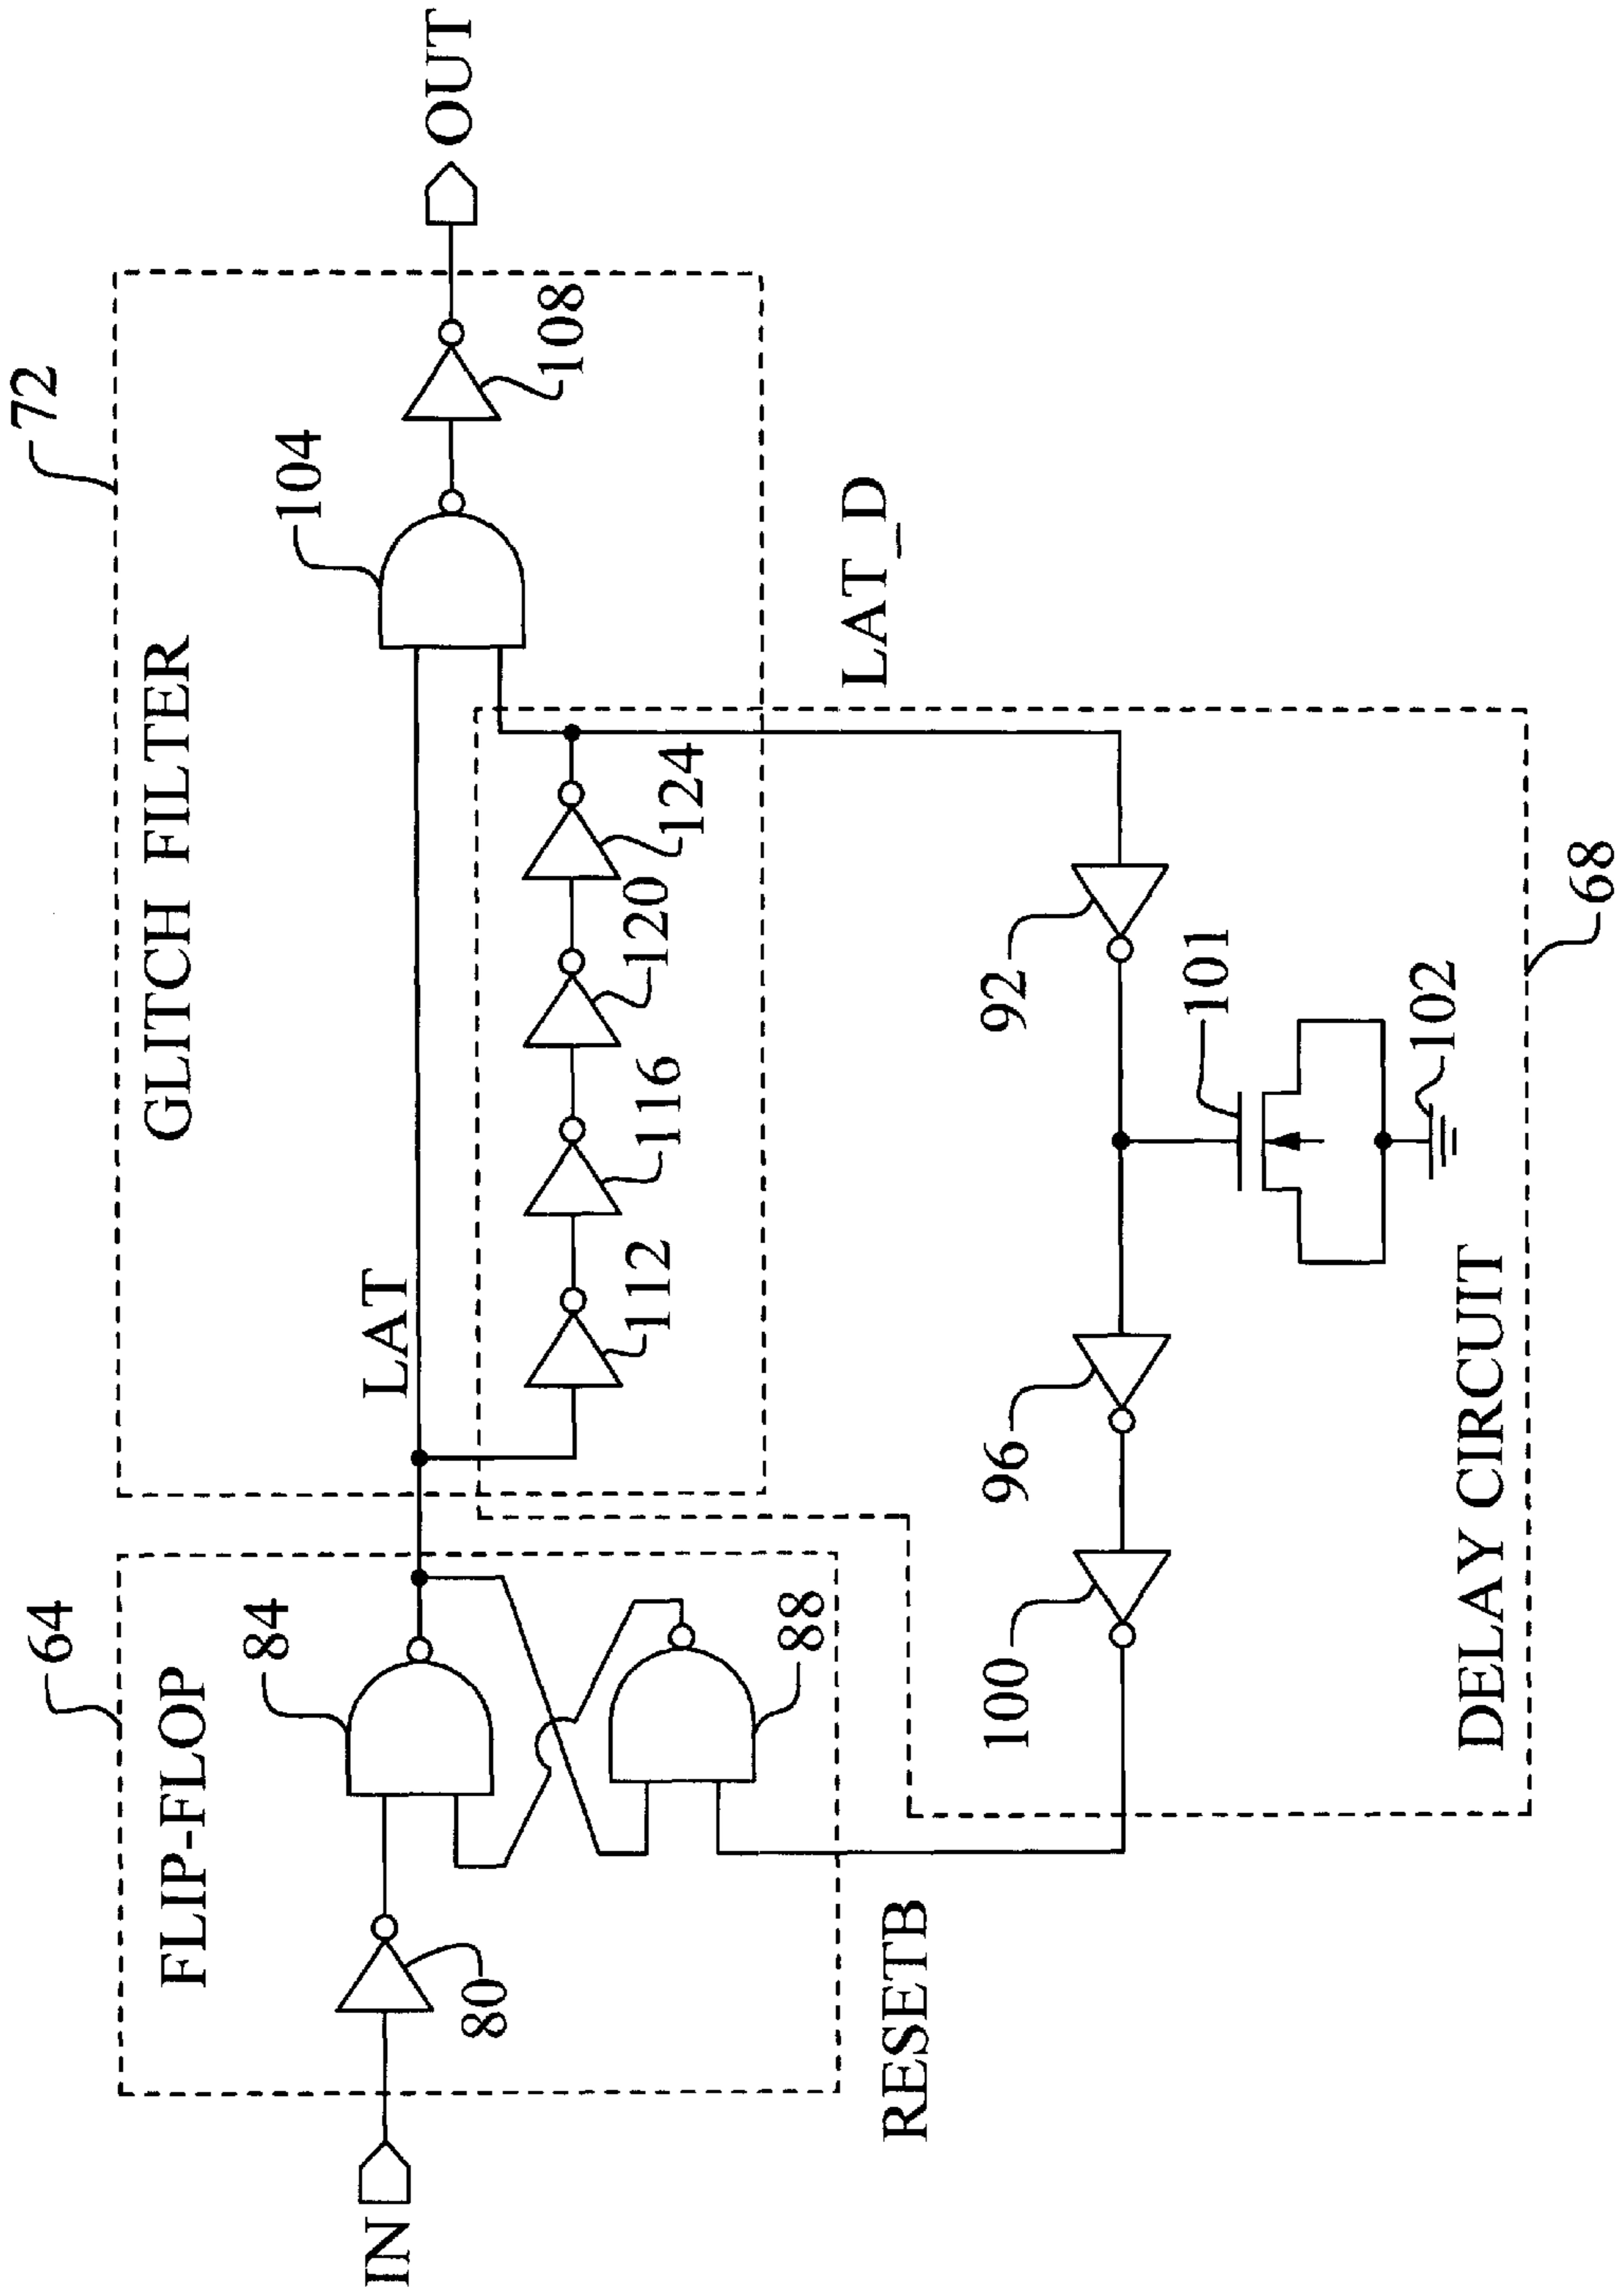 72
GLITCH FILTER
104
108
OUT
64
FLIP-FLOP
84
LAT
112
116
120
124
LAT_D
IN
80
88
RESETB
100
96
92
101
102
DELAY CIRCUIT
68